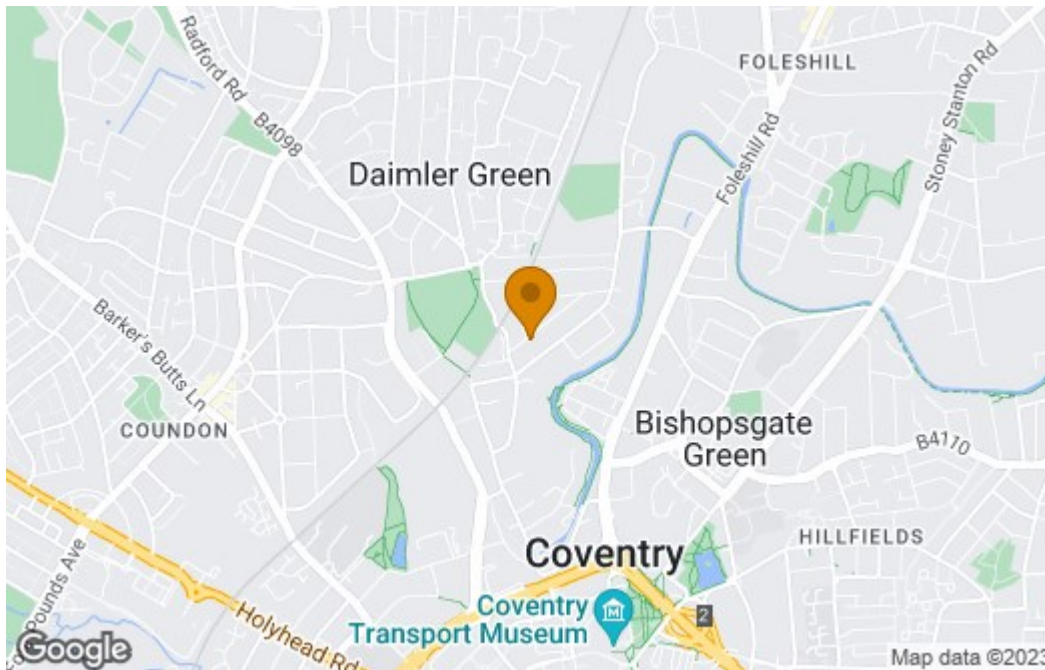 Radford Rd
B4098
FOLESHILL
Stoney Stanton Rd
Foleshill Rd
Daimler Green
Barker's Butts Ln
COUNDON
Bishopsgate
Green
B4110
HILLFIELDS
Coventry
Pounds Ave
Holyhead Rd
Coventry
Transport Museum
M
2
Google
Map data ©2023